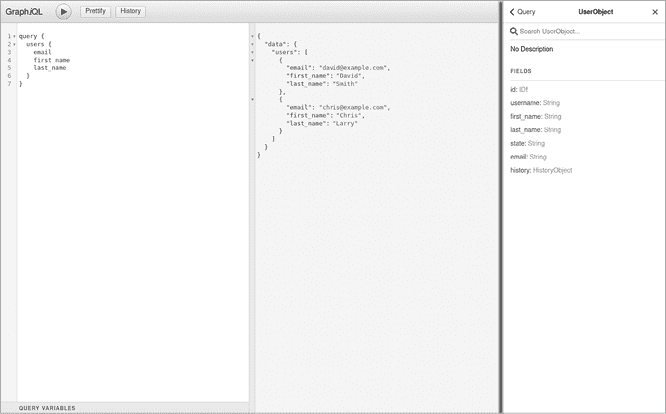 GraphiQL
Prettify
History
1 query {
2 users {
3 email
4 first name
5 last_name
6 }
7 }
QUERY VARIABLES
{
"data": {
"users": [
{
"email": "david@example.com",
"first_name": "David",
"last_name": "Smith"
},
{
"email": "chris@example.com",
"first_name": "Chris",
"last_name": "Larry"
}
]
}
}
Query
UserObject
Search UserObject...
No Description
FIELDS
id: ID!
username: String
first_name: String
last_name: String
state: String
email: String
history: HistoryObject